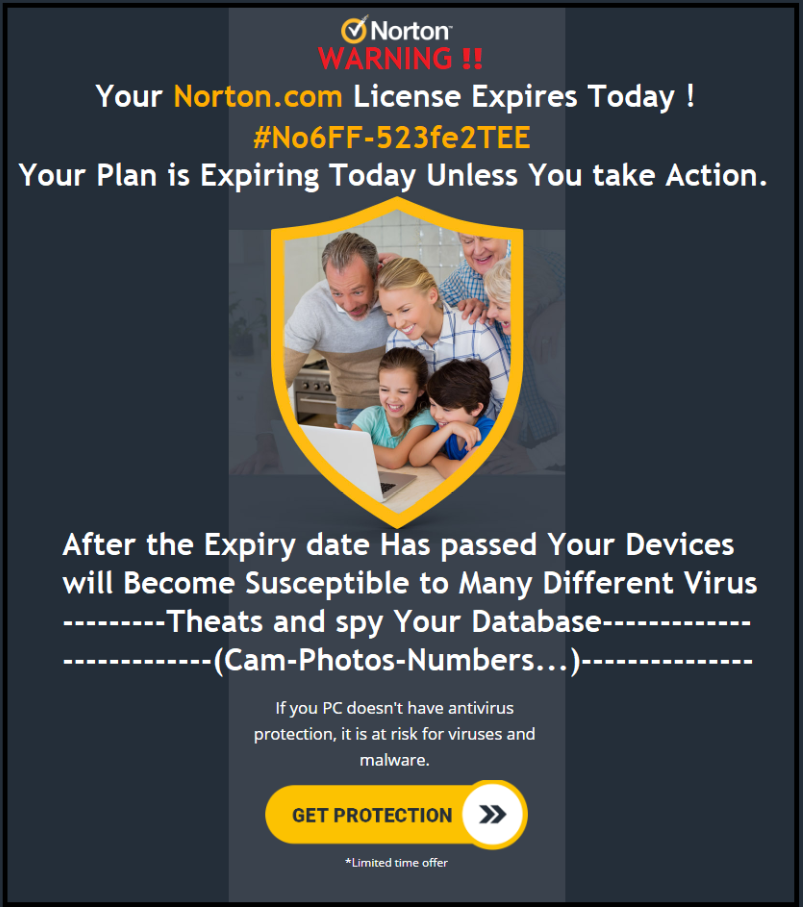 Norton™
WARNING !!
Your Norton.com License Expires Today !
#No6FF-523fe2TEE
Your Plan is Expiring Today Unless You take Action.
After the Expiry date Has passed Your Devices
will Become Susceptible to Many Different Virus
---------Theats and spy Your Database-------------
-------------(Cam-Photos-Numbers...)---------------
If you PC doesn't have antivirus
protection, it is at risk for viruses and
malware.
GET PROTECTION
*Limited time offer